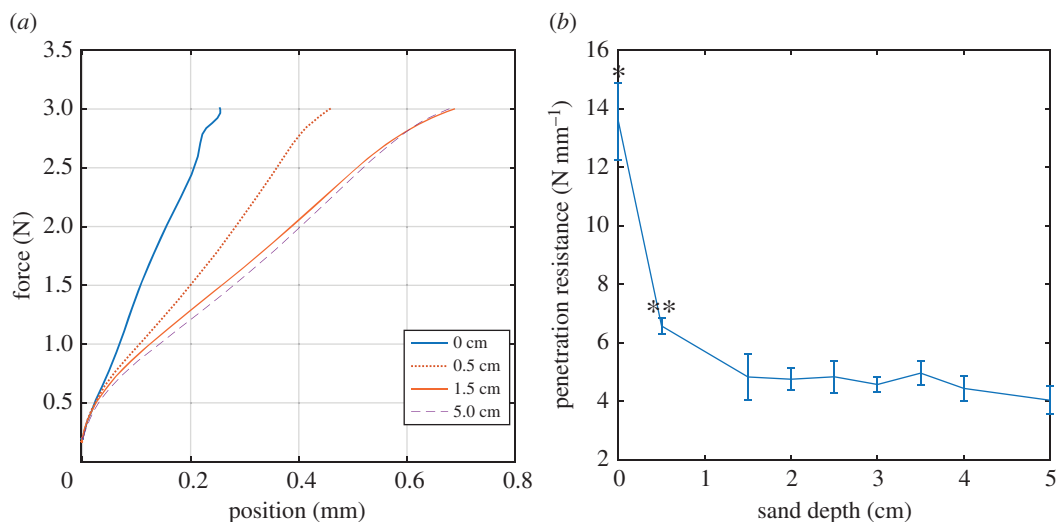 (a)
3.5
3.0
2.5
2.0
1.5
1.0
0.5
0
0.2
0.4
0.6
0.8
force (N)
position (mm)
0 cm
0.5 cm
1.5 cm
5.0 cm
(b)
16
14
12
10
8
6
4
2
0
1
2
3
4
5
penetration resistance (N mm⁻¹)
sand depth (cm)
*
**